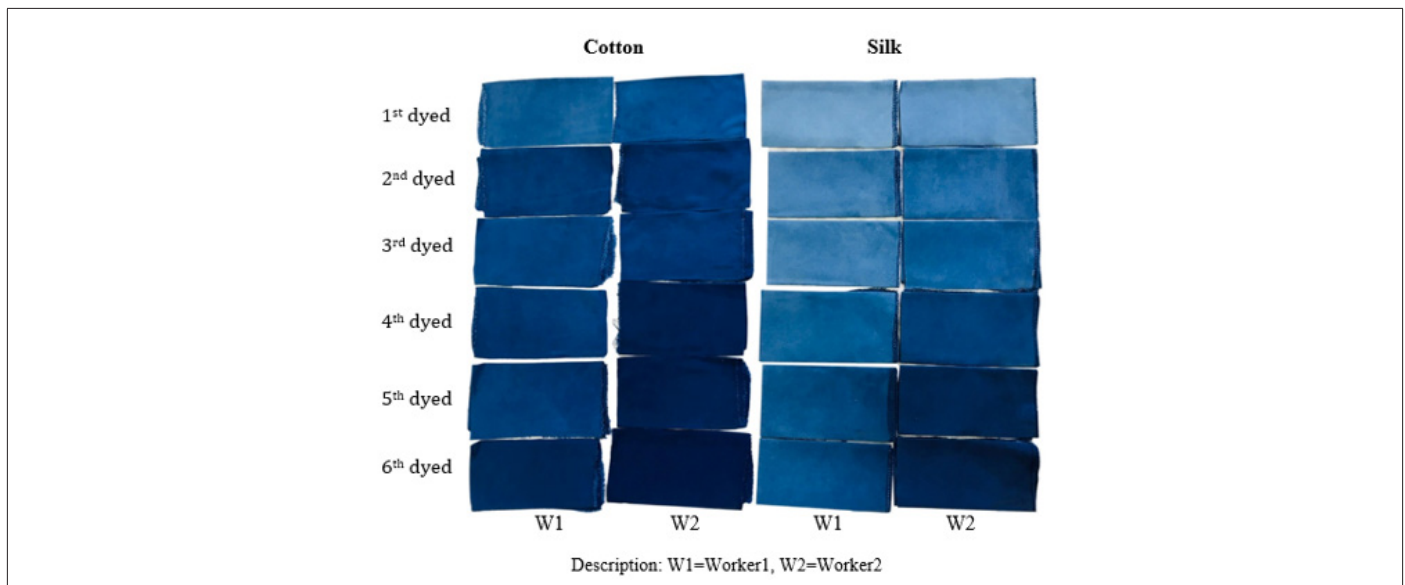 Cotton Silk
1st dyed
2nd dyed
3rd dyed
4th dyed
5th dyed
6th dyed
W1 W2 W1 W2
Description: W1=Worker1, W2=Worker2